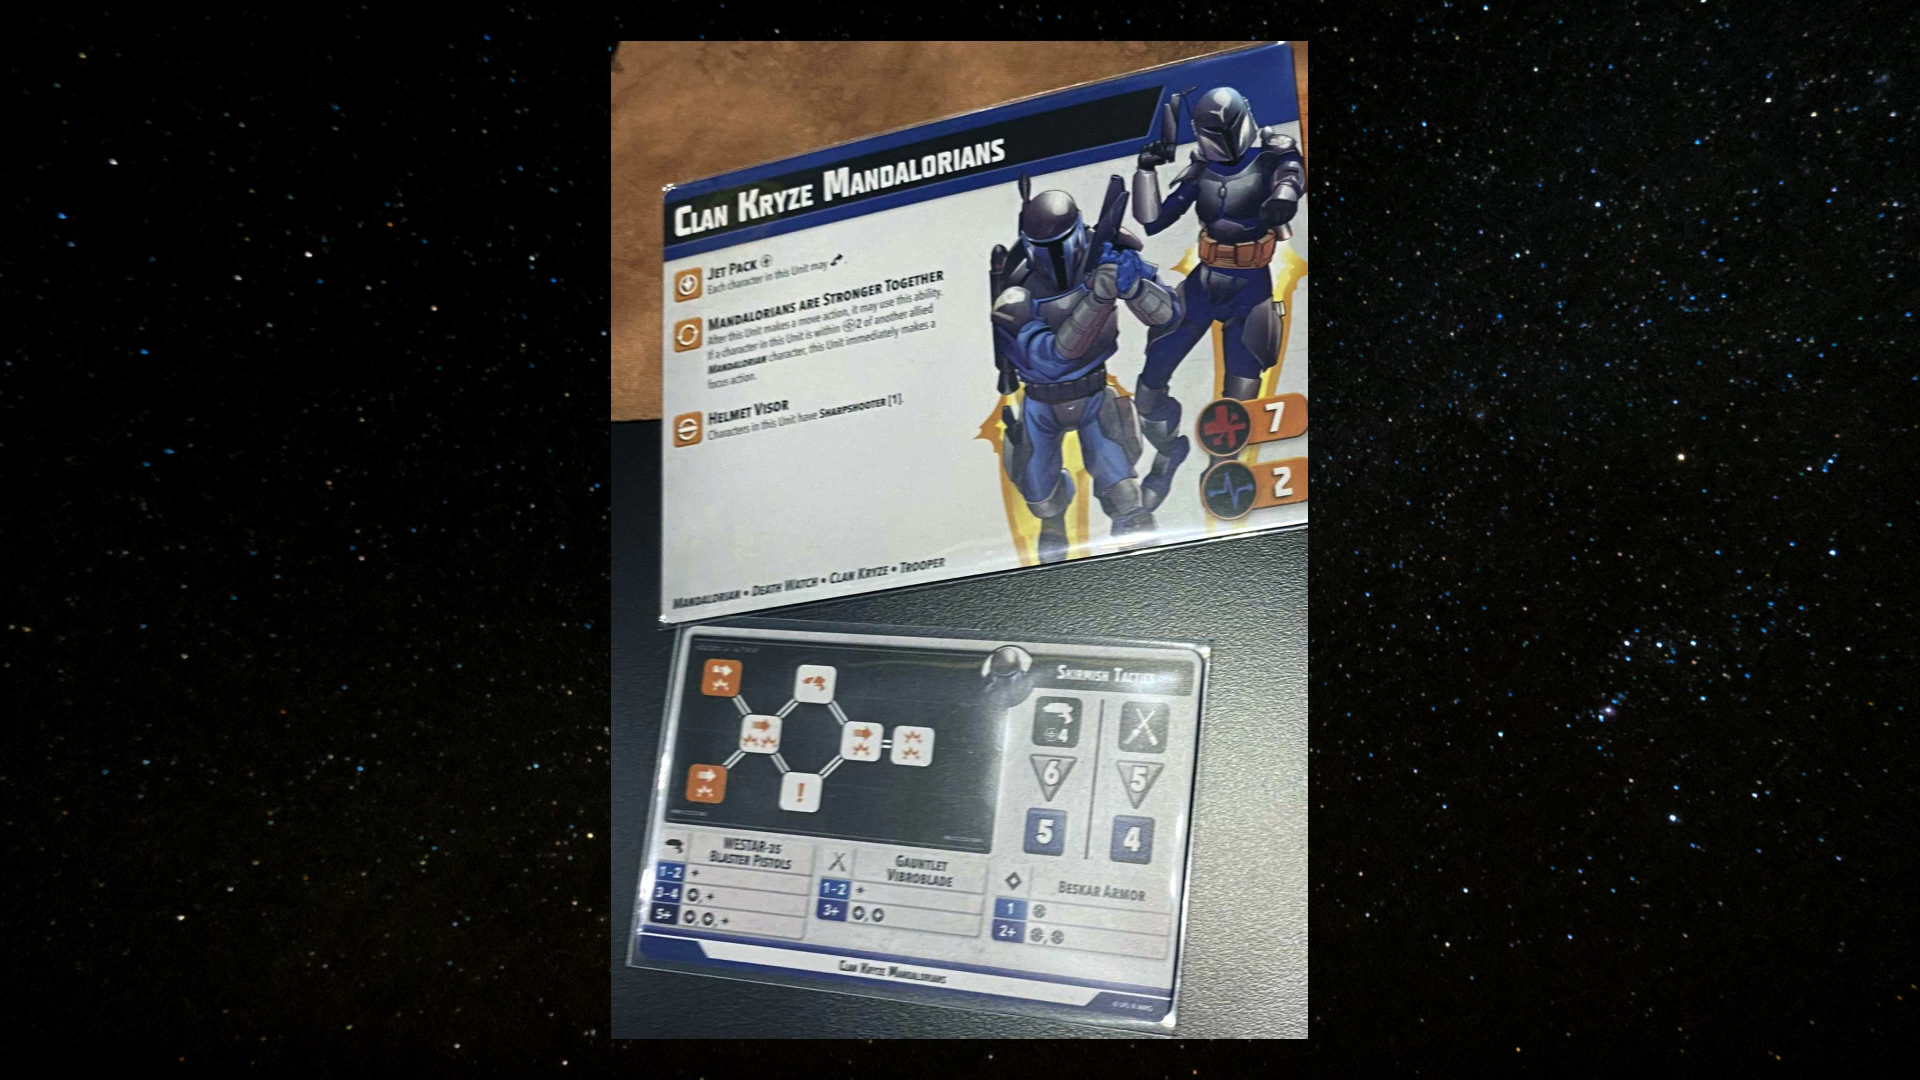 CLAN KRYZE MANDALORIANS
JET PACK
Each character in this Unit may
MANDALORIANS ARE STRONGER TOGETHER
After this Unit makes a move action, it may use this ability.
If a character in this Unit is within 2 of another allied
MANDALORIAN character, this Unit immediately makes a
focus action.
HELMET VISOR
Characters in this Unit have SHARPSHOOTER [1].
7
2
MANDALORIAN • DEATH WATCH • CLAN KRYZE • TROOPER
SKIRMISH TACTICS
!
4
6
5
5
4
WESTAR-35
BLASTER PISTOLS
1-2
3-4
5+
GAUNTLET
VIBROBLADE
1-2
3+
BESKAR ARMOR
1
2+
CLAN KRYZE MANDALORIANS